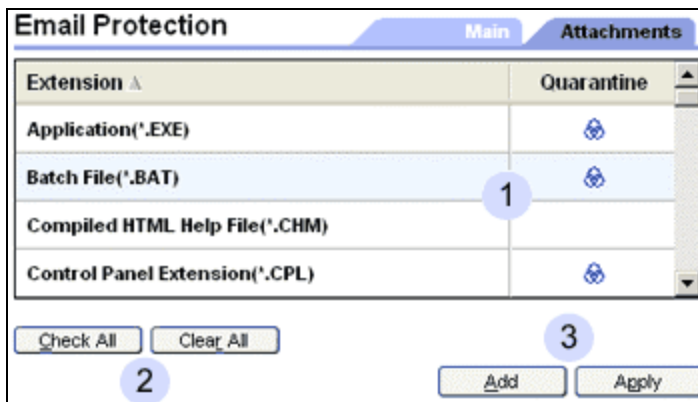 Email Protection
Main
Attachments
Extension
Quarantine
Application(*.EXE)
Batch File(*.BAT)
1
Compiled HTML Help File(*.CHM)
Control Panel Extension(*.CPL)
Check All
Clear All
3
2
Add
Apply